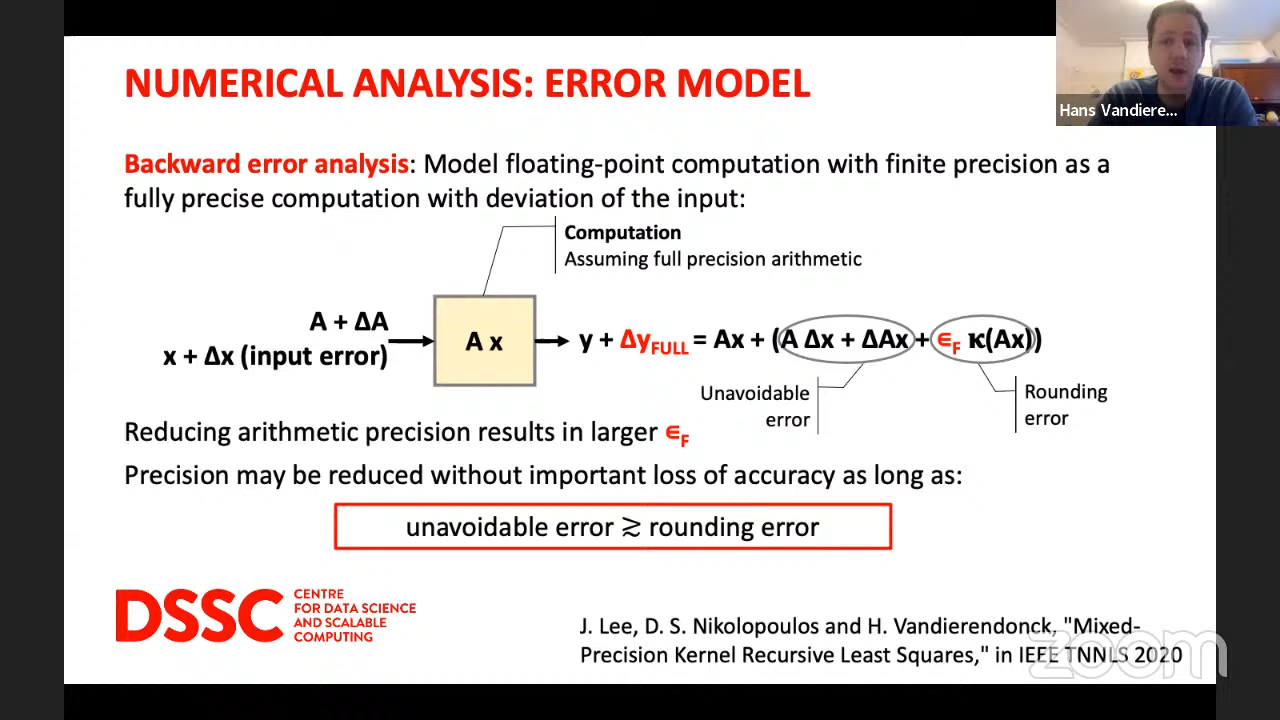 NUMERICAL ANALYSIS: ERROR MODEL
Hans Vandiere...
Backward error analysis: Model floating-point computation with finite precision as a
fully precise computation with deviation of the input:
Computation
Assuming full precision arithmetic
A + ΔA
x + Δx (input error)
A x
y + Δy_FULL = Ax + (A Δx + ΔAx + ∈_F κ(Ax))
Unavoidable
error
Rounding
error
Reducing arithmetic precision results in larger ∈_F
Precision may be reduced without important loss of accuracy as long as:
unavoidable error ≳ rounding error
DSSC
CENTRE
FOR DATA SCIENCE
AND SCALABLE
COMPUTING
J. Lee, D. S. Nikolopoulos and H. Vandierendonck, "Mixed-
Precision Kernel Recursive Least Squares," in IEEE TNNLS 2020
zoom